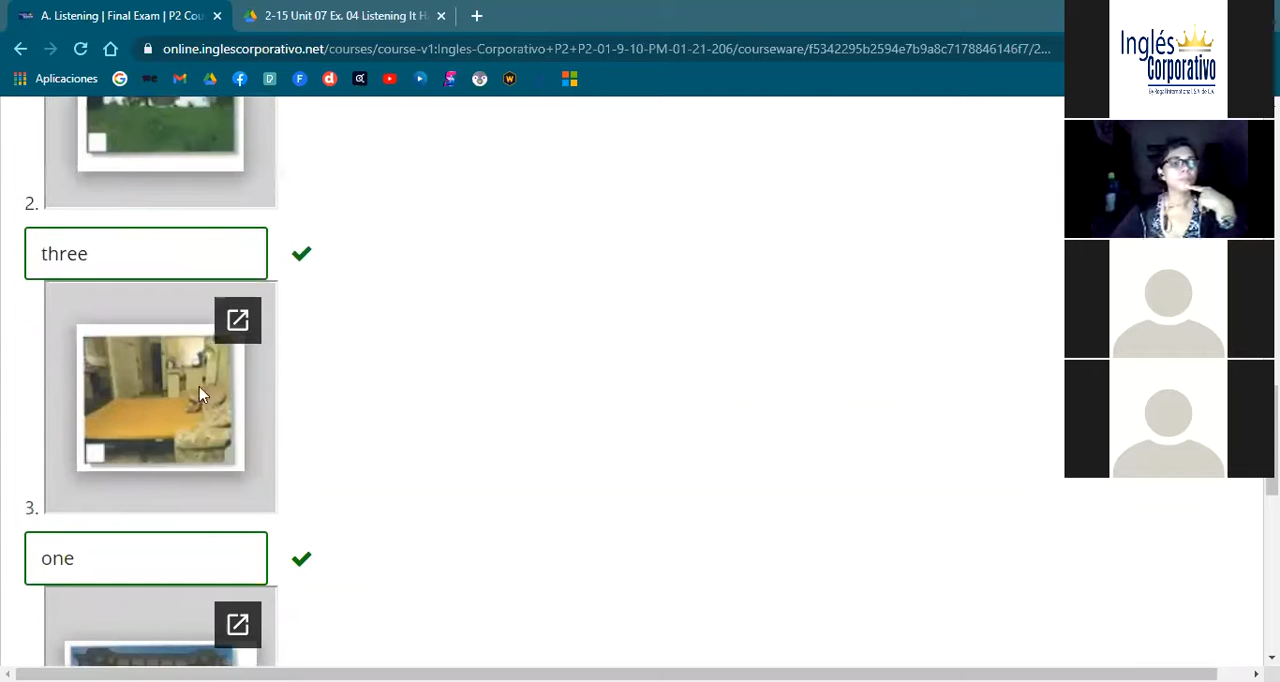 A. Listening | Final Exam | P2 Cou
2-15 Unit 07 Ex. 04 Listening It H
online.inglescorporativo.net/courses/course-v1:Ingles-Corporativo+P2+P2-01-9-10-PM-01-21-206/courseware/f5342295b2594e7b9a8c7178846146f7/2...
Aplicaciones
Inglés
Corporativo
2.
three
3.
one